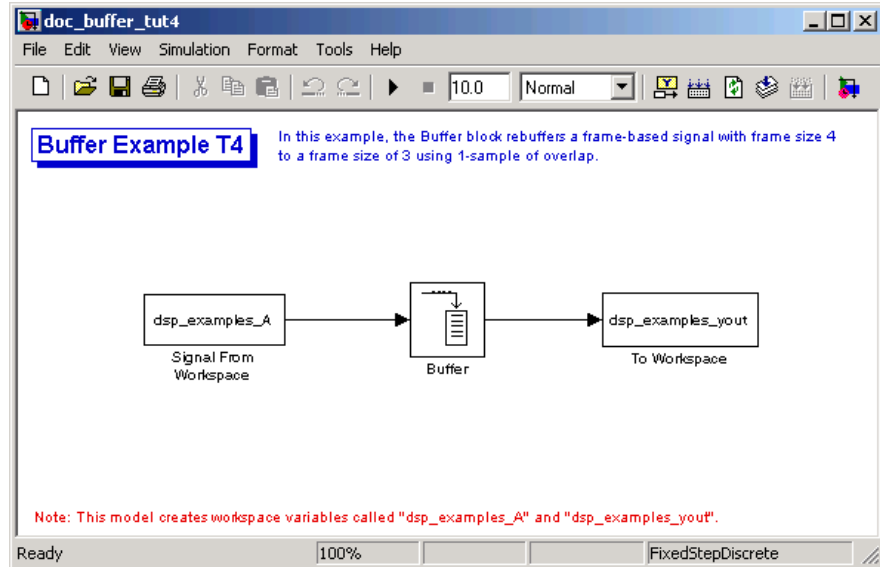 doc_buffer_tut4
File Edit View Simulation Format Tools Help
10.0 Normal
Buffer Example T4
In this example, the Buffer block rebuffers a frame-based signal with frame size 4
to a frame size of 3 using 1-sample of overlap.
dsp_examples_A
Signal From
Workspace
Buffer
dsp_examples_yout
To Workspace
Note: This model creates workspace variables called "dsp_examples_A" and "dsp_examples_yout".
Ready 100% FixedStepDiscrete